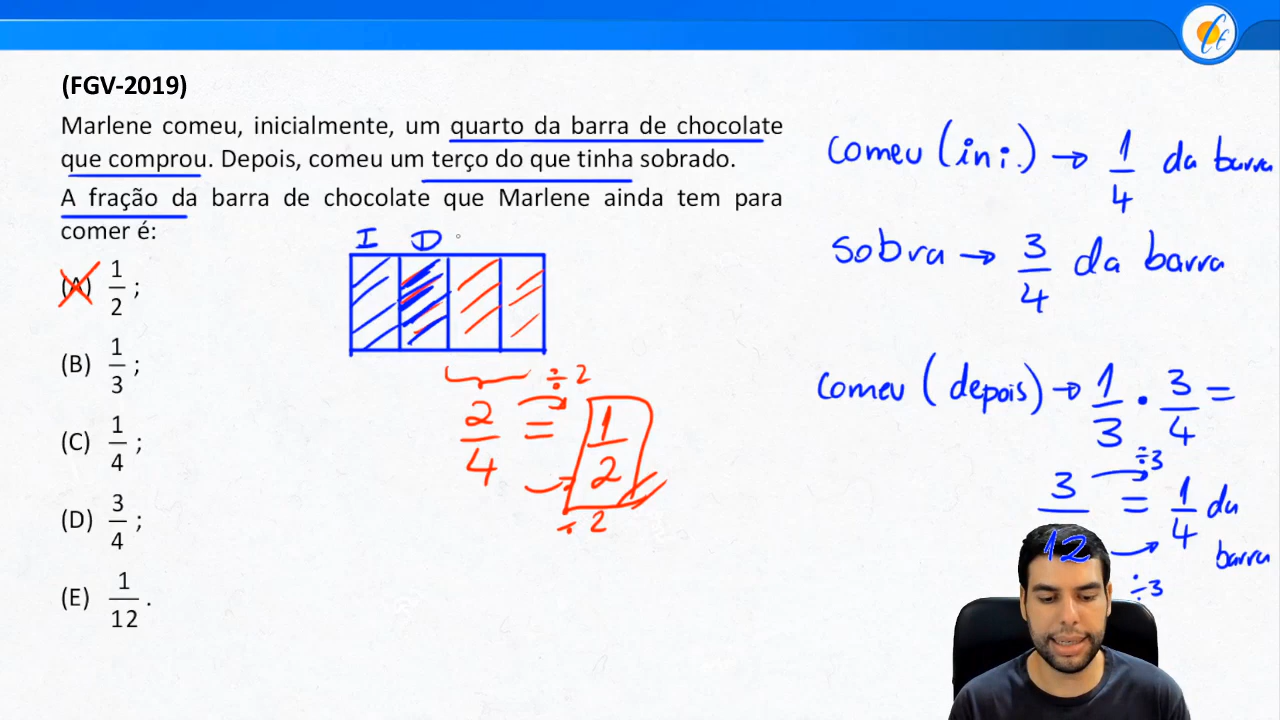 (FGV-2019)
Marlene comeu, inicialmente, um quarto da barra de chocolate
que comprou. Depois, comeu um terço do que tinha sobrado.
A fração da barra de chocolate que Marlene ainda tem para
comer é:
(A) 1/2 ;
(B) 1/3 ;
(C) 1/4 ;
(D) 3/4 ;
(E) 1/12 .
I D
2/4 = 1/2
÷ 2
÷ 2
comeu (ini.) → 1/4 da barra
sobra → 3/4 da barra
comeu (depois) → 1/3 · 3/4 =
÷3
3/12 = 1/4 da
barra
÷3